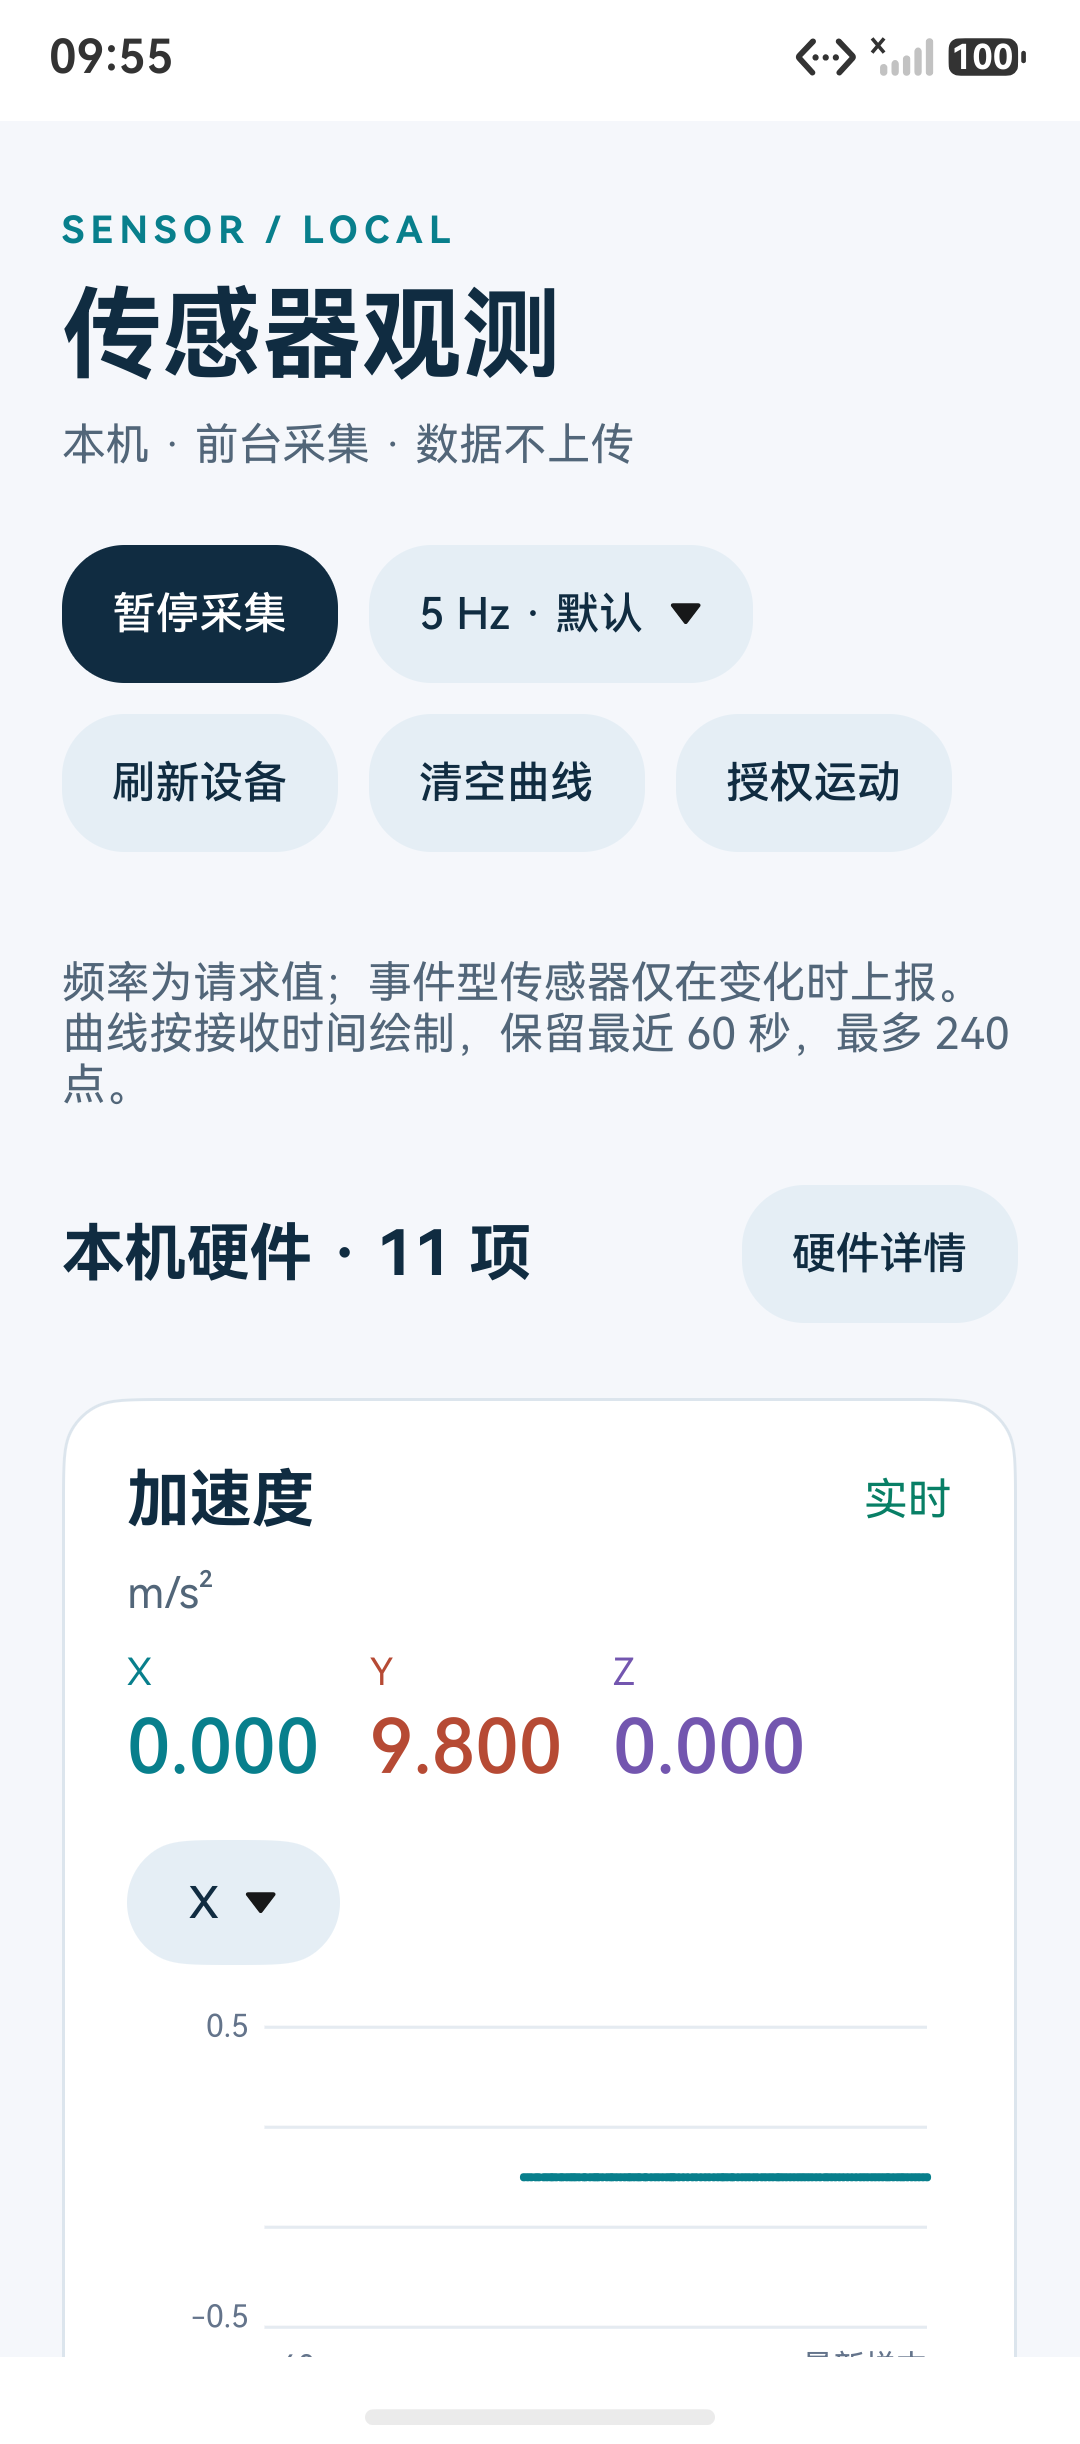 09:55
100
SENSOR / LOCAL
传感器观测
本机 · 前台采集 · 数据不上传
暂停采集
5 Hz · 默认
刷新设备
清空曲线
授权运动
频率为请求值；事件型传感器仅在变化时上报。
曲线按接收时间绘制，保留最近 60 秒，最多 240
点。
本机硬件 · 11 项
硬件详情
加速度
实时
m/s²
X Y Z
0.000 9.800 0.000
X
0.5
-0.5